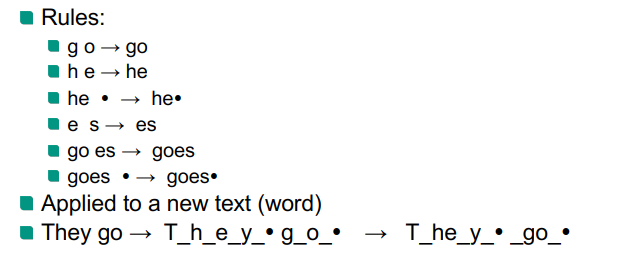 Rules:
g o → go
h e → he
he • → he•
e s → es
go es → goes
goes • → goes•
Applied to a new text (word)
They go → T_h_e_y_• g_o_• → T_he_y_• _go_•